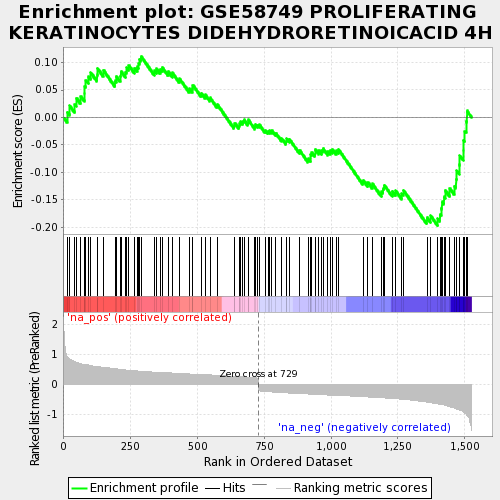 Enrichment plot: GSE58749 PROLIFERATING
KERATINOCYTES DIDEHYDRORETINOICACID 4H
Enrichment score (ES)
0.10
0.05
0.00
-0.05
-0.10
-0.15
-0.20
'na_pos' (positively correlated)
Ranked list metric (PreRanked)
2
1
0
-1
Zero cross at 729
'na_neg' (negatively correlated)
0 250 500 750 1,000 1,250 1,500
Rank in Ordered Dataset
Enrichment profile Hits Ranking metric scores